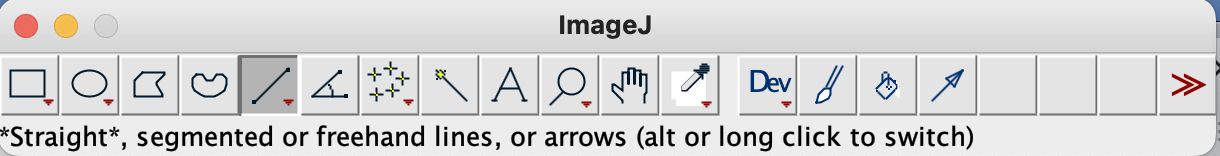 ImageJ
A
Dev
*Straight*, segmented or freehand lines, or arrows (alt or long click to switch)